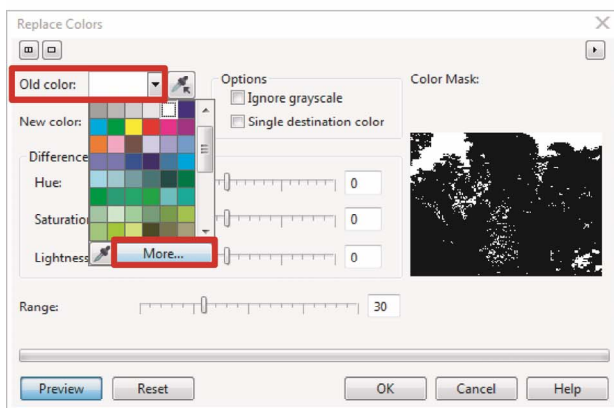 Replace Colors
Old color:
Options
Color Mask:
Ignore grayscale
New color:
Single destination color
Difference
Hue:
0
Saturation
0
More...
Lightness
0
Range:
30
Preview
Reset
OK
Cancel
Help